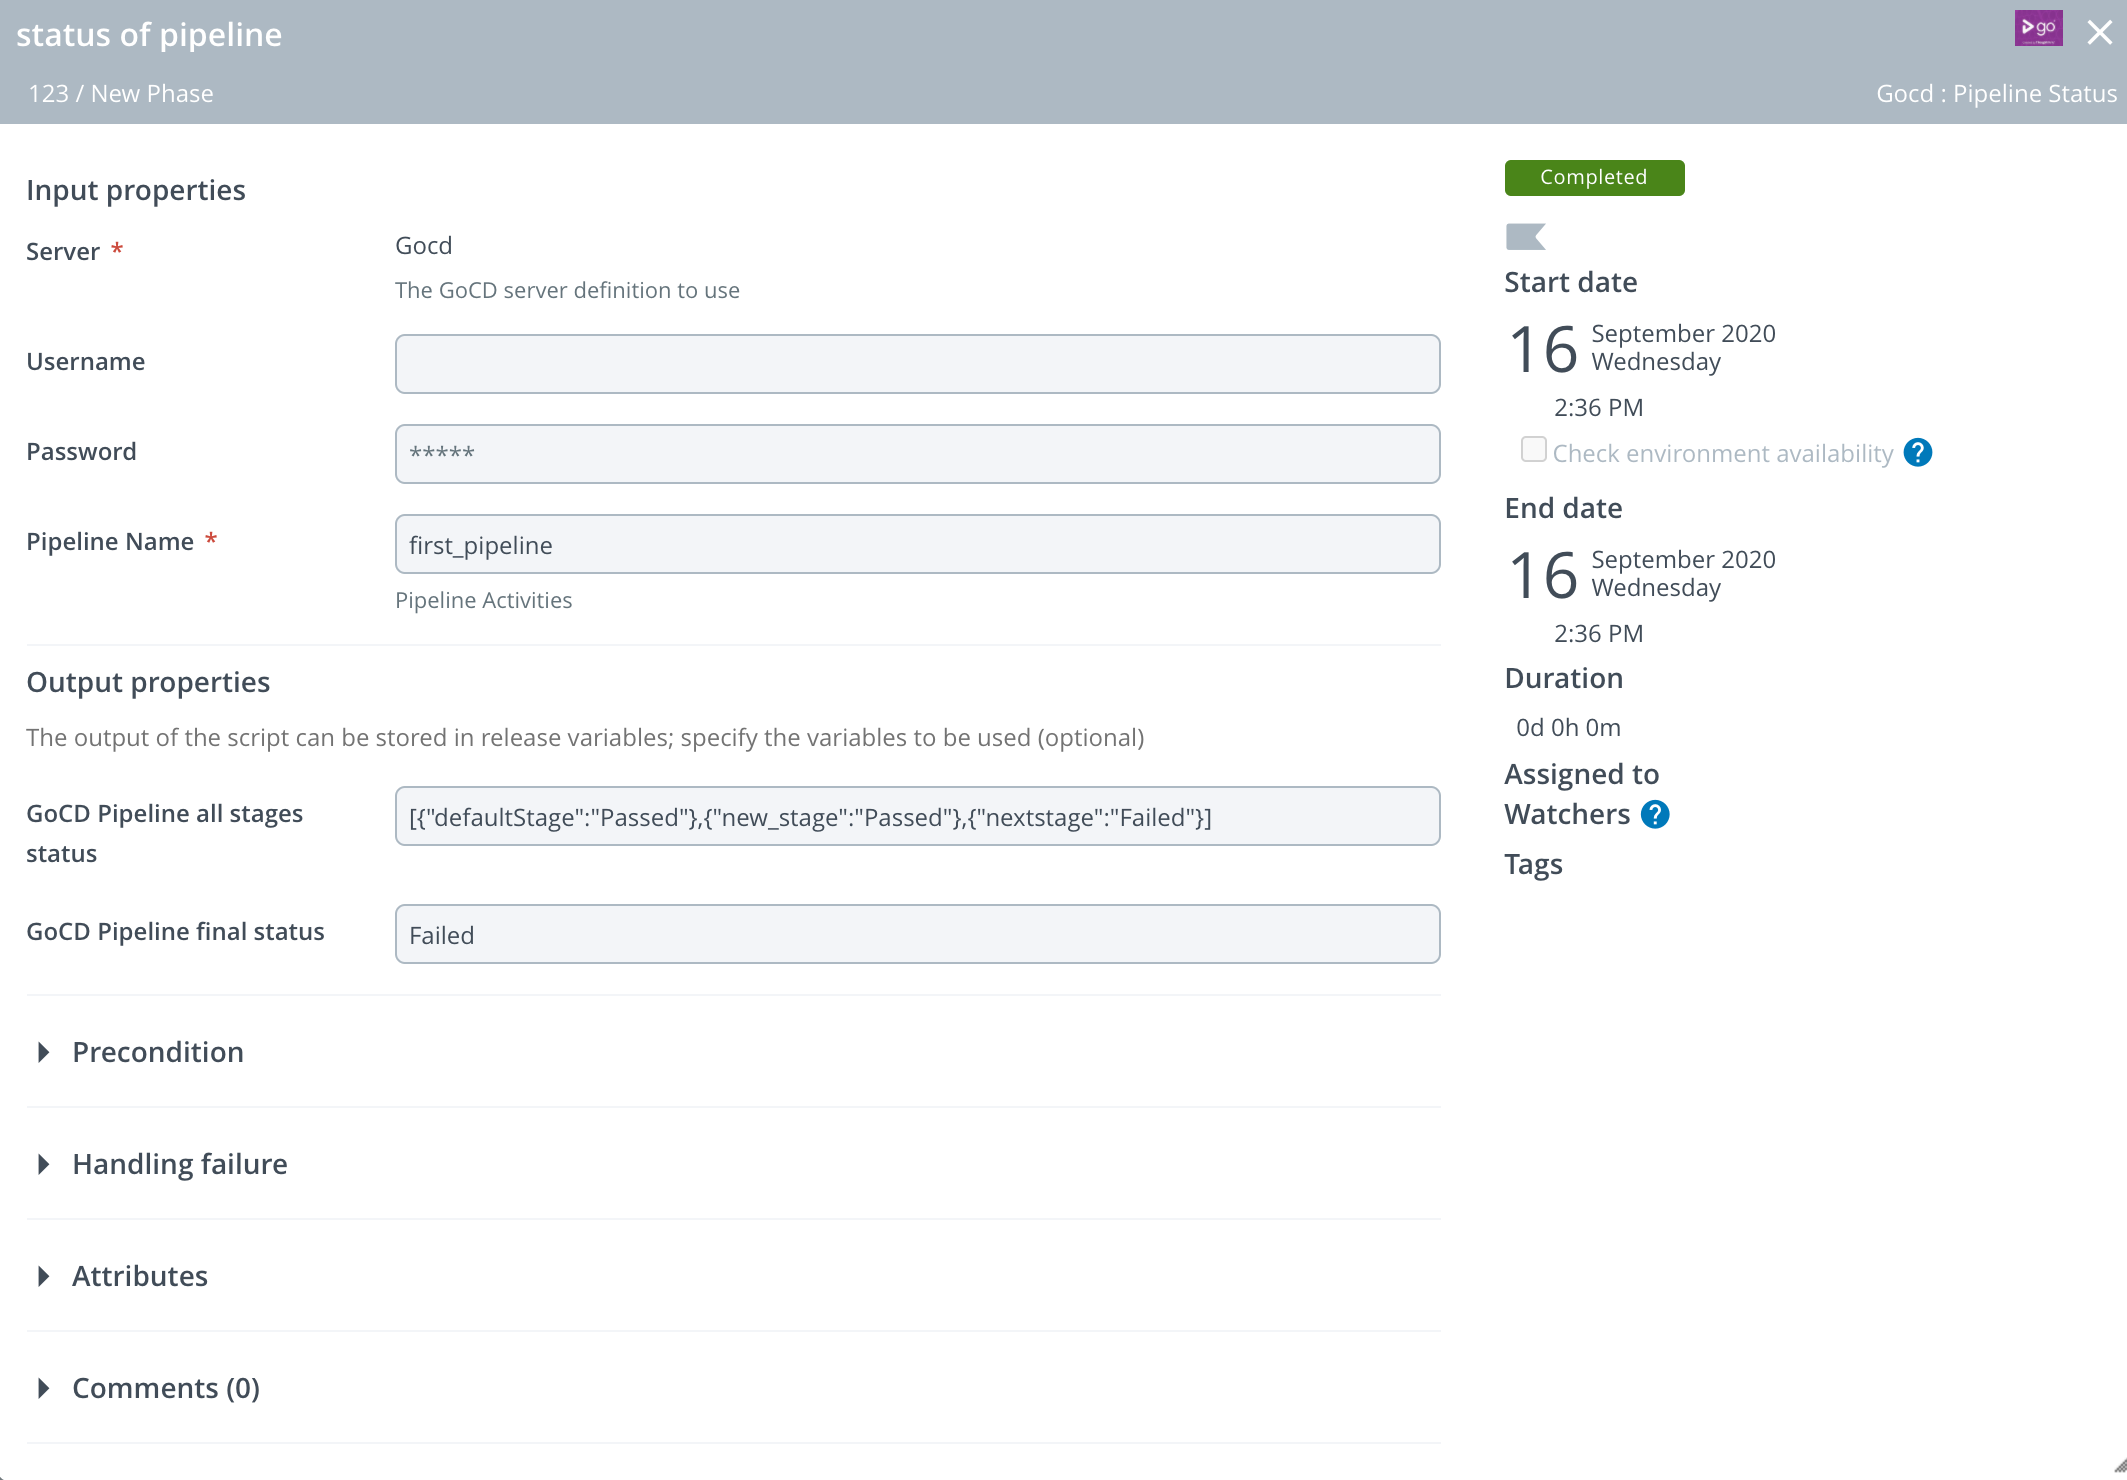 status of pipeline
go
123 / New Phase
Gocd : Pipeline Status
Input properties
Server *
Gocd
The GoCD server definition to use
Username
Password
*****
Pipeline Name *
first_pipeline
Pipeline Activities
Output properties
The output of the script can be stored in release variables; specify the variables to be used (optional)
GoCD Pipeline all stages
status
[{"defaultStage":"Passed"},{"new_stage":"Passed"},{"nextstage":"Failed"}]
GoCD Pipeline final status
Failed
Precondition
Handling failure
Attributes
Comments (0)
Completed
Start date
16
September 2020
Wednesday
2:36 PM
Check environment availability ?
End date
16
September 2020
Wednesday
2:36 PM
Duration
0d 0h 0m
Assigned to
Watchers ?
Tags